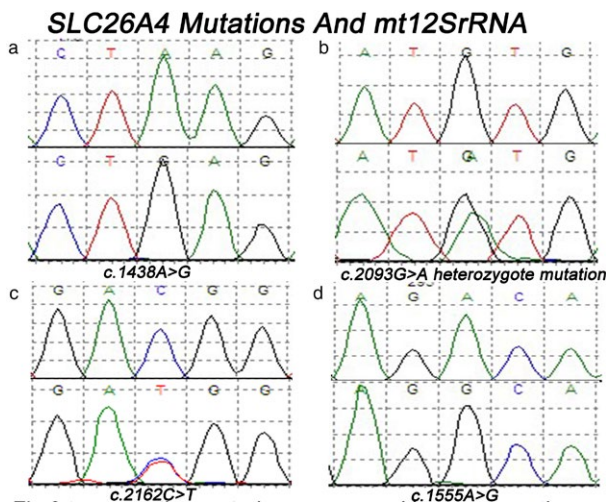 SLC26A4 Mutations And mt12SrRNA
a
C T A A G
C T G A G
c.1438A>G
b
A T G T G
A T G A T G
c.2093G>A heterozygote mutation
c
G A C G G
G A T G G
c.2162C>T
d
A G A C A
A G G C A
c.1555A>G